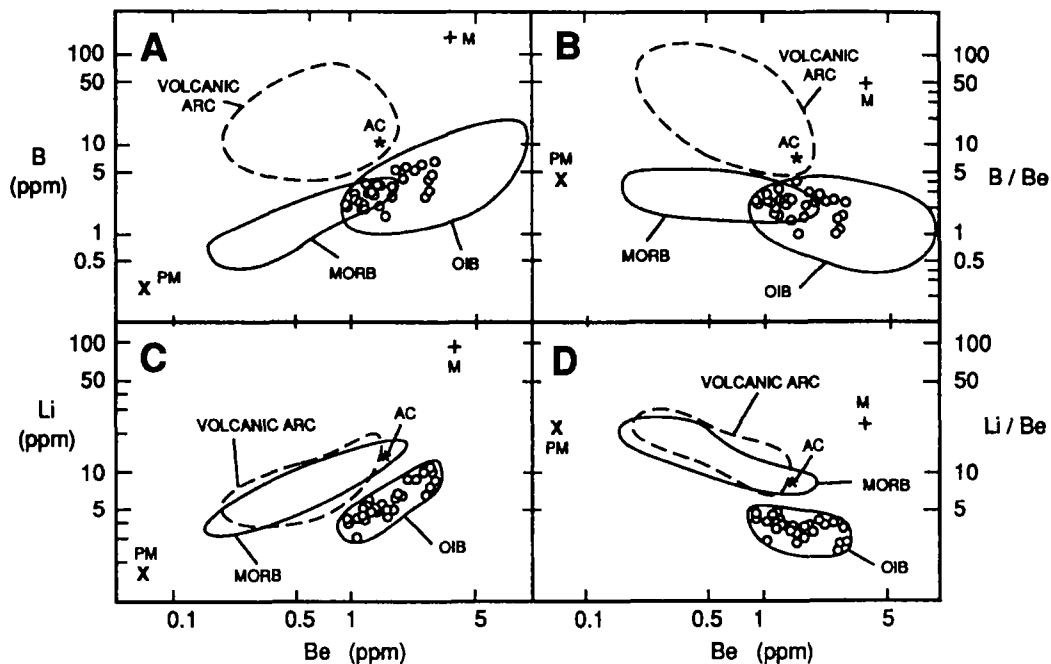 A
+ M
100
50
10
5
1
0.5
B
(ppm)
VOLCANIC
ARC
AC
*
X PM
MORB
OIB
B
VOLCANIC
ARC
+
M
AC
*
PM
X
MORB
OIB
100
50
10
5
1
0.5
B / Be
C
+
M
100
50
10
5
Li
(ppm)
VOLCANIC ARC
AC
PM
X
MORB
OIB
D
VOLCANIC ARC
M
+
PM
X
AC
MORB
OIB
100
50
10
5
Li / Be
0.1 0.5 1 5
Be (ppm)
0.1 0.5 1 5
Be (ppm)